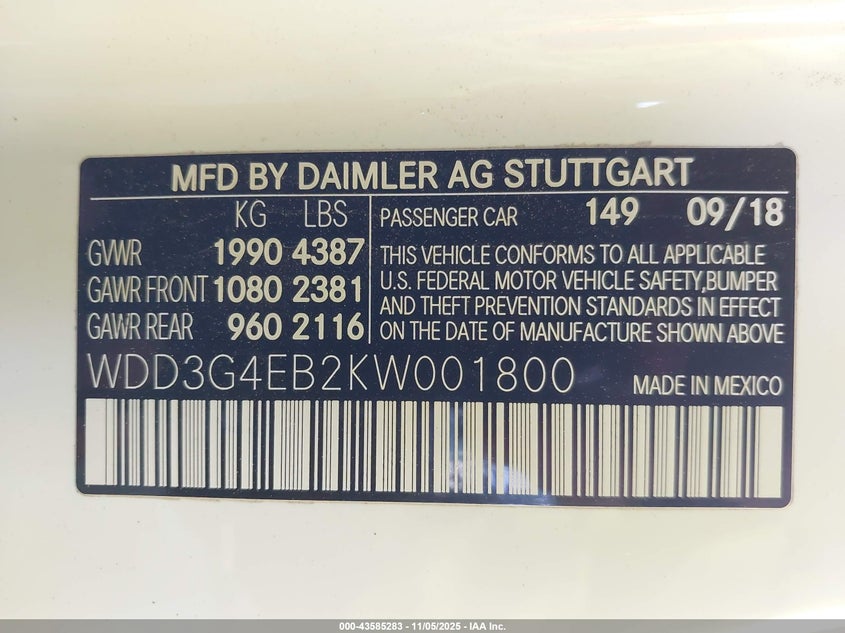 MFD BY DAIMLER AG STUTTGART
KG LBS
GVWR 1990 4387
GAWR FRONT 1080 2381
GAWR REAR 960 2116
PASSENGER CAR 149 09/18
THIS VEHICLE CONFORMS TO ALL APPLICABLE
U.S. FEDERAL MOTOR VEHICLE SAFETY,BUMPER
AND THEFT PREVENTION STANDARDS IN EFFECT
ON THE DATE OF MANUFACTURE SHOWN ABOVE
WDD3G4EB2KW001800
MADE IN MEXICO
000-43585283 - 11/05/2025 - IAA Inc.